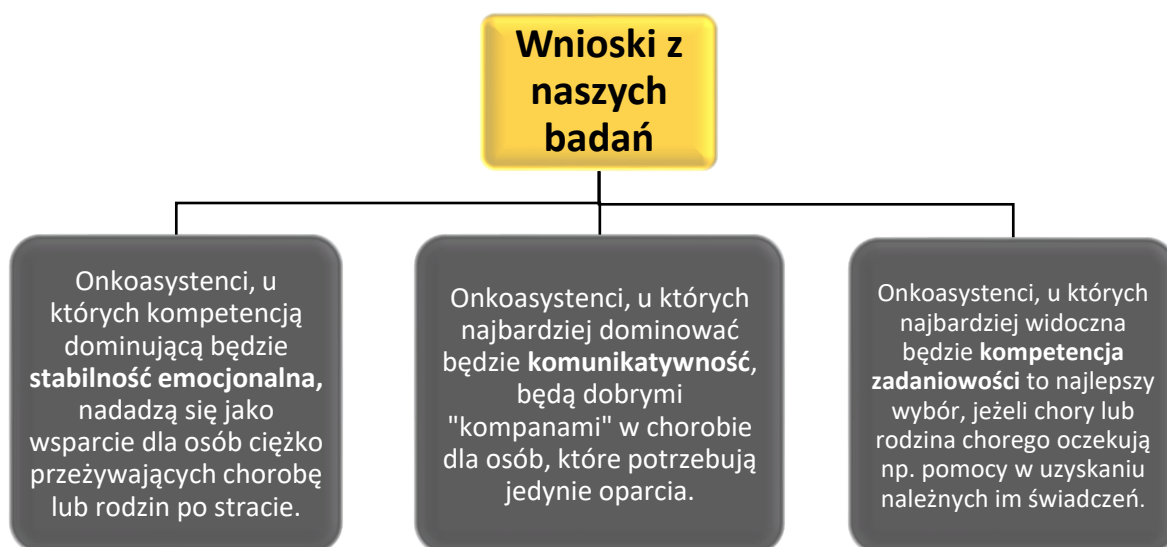 Wnioski z
naszych
badań
Onkoasystenci, u
których kompetencją
dominującą będzie
stabilność emocjonalna,
nadadzą się jako
wsparcie dla osób ciężko
przeżywających chorobę
lub rodzin po stracie.
Onkoasystenci, u których
najbardziej dominować
będzie komunikatywność,
będą dobrymi
"kompanami" w chorobie
dla osób, które potrzebują
jedynie oparcia.
Onkoasystenci, u których
najbardziej widoczna
będzie kompetencja
zadaniowości to najlepszy
wybór, jeżeli chory lub
rodzina chorego oczekują
np. pomocy w uzyskaniu
należnych im świadczeń.